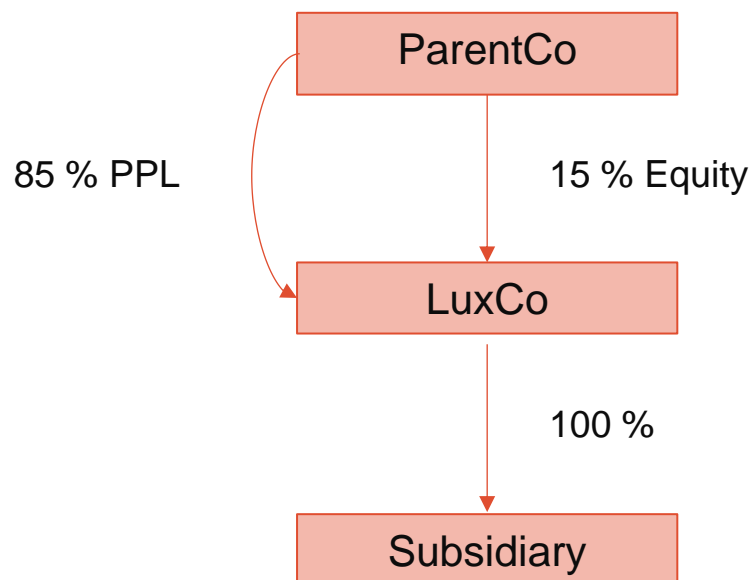 ParentCo
85 % PPL
15 % Equity
LuxCo
100 %
Subsidiary